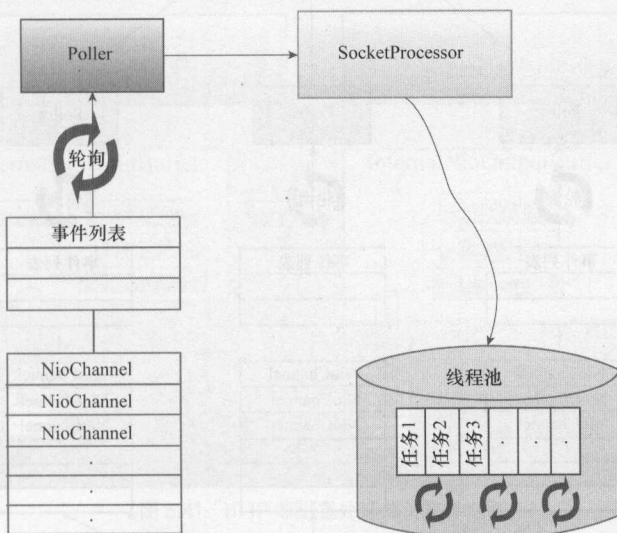 Poller
SocketProcessor
轮询
事件列表
NioChannel
NioChannel
NioChannel
.
.
.
线程池
任务1
任务2
任务3
.
.
.